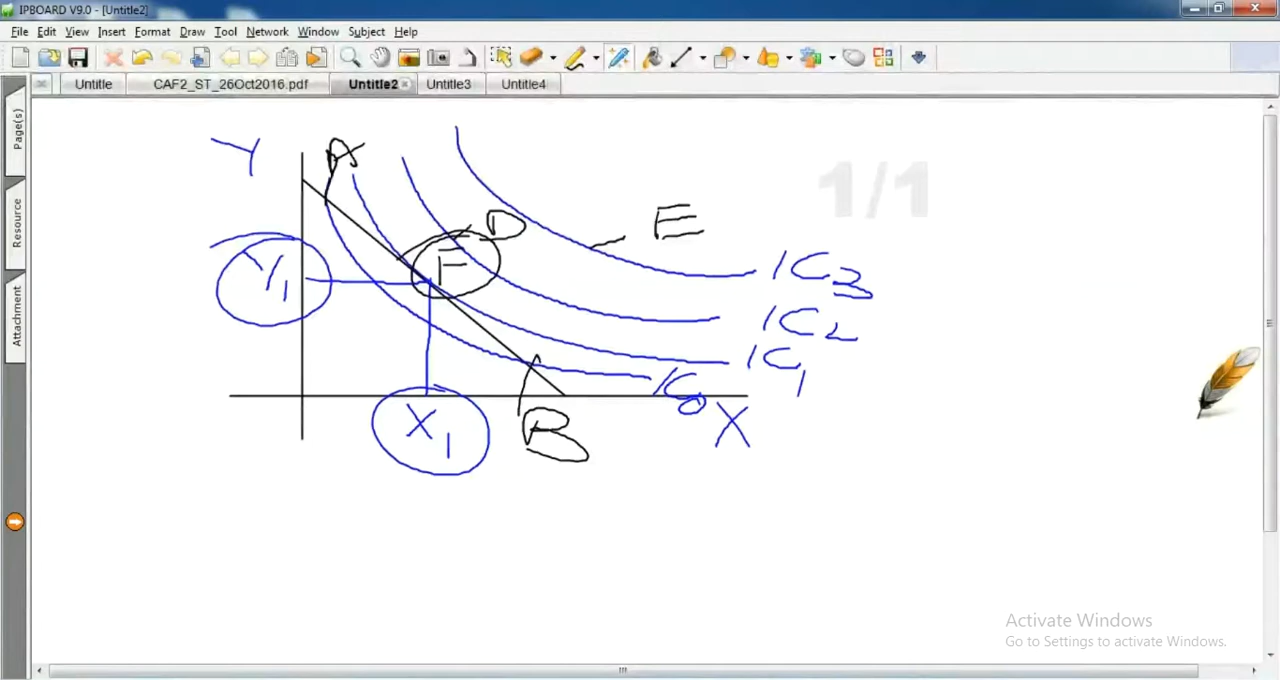 IPBOARD V9.0 - [Untitle2]
File Edit View Insert Format Draw Tool Network Window Subject Help
Untitle CAF2_ST_26Oct2016.pdf Untitle2 Untitle3 Untitle4
Page(s)
Resource
Attachment
1/1
Y
A
D
E
F
Y1
IC3
IC2
IC1
IC0
X1
B
X
Activate Windows
Go to Settings to activate Windows.